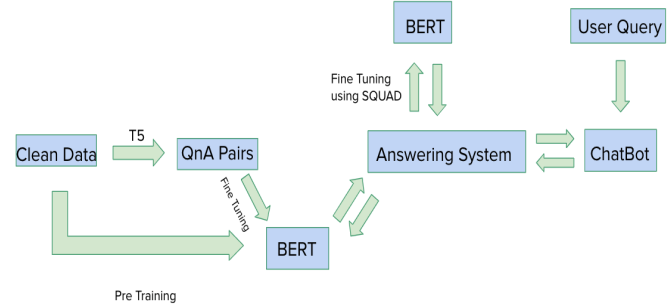 BERT
User Query
Fine Tuning
using SQUAD
T5
Clean Data
QnA Pairs
Answering System
ChatBot
Fine Tuning
BERT
Pre Training